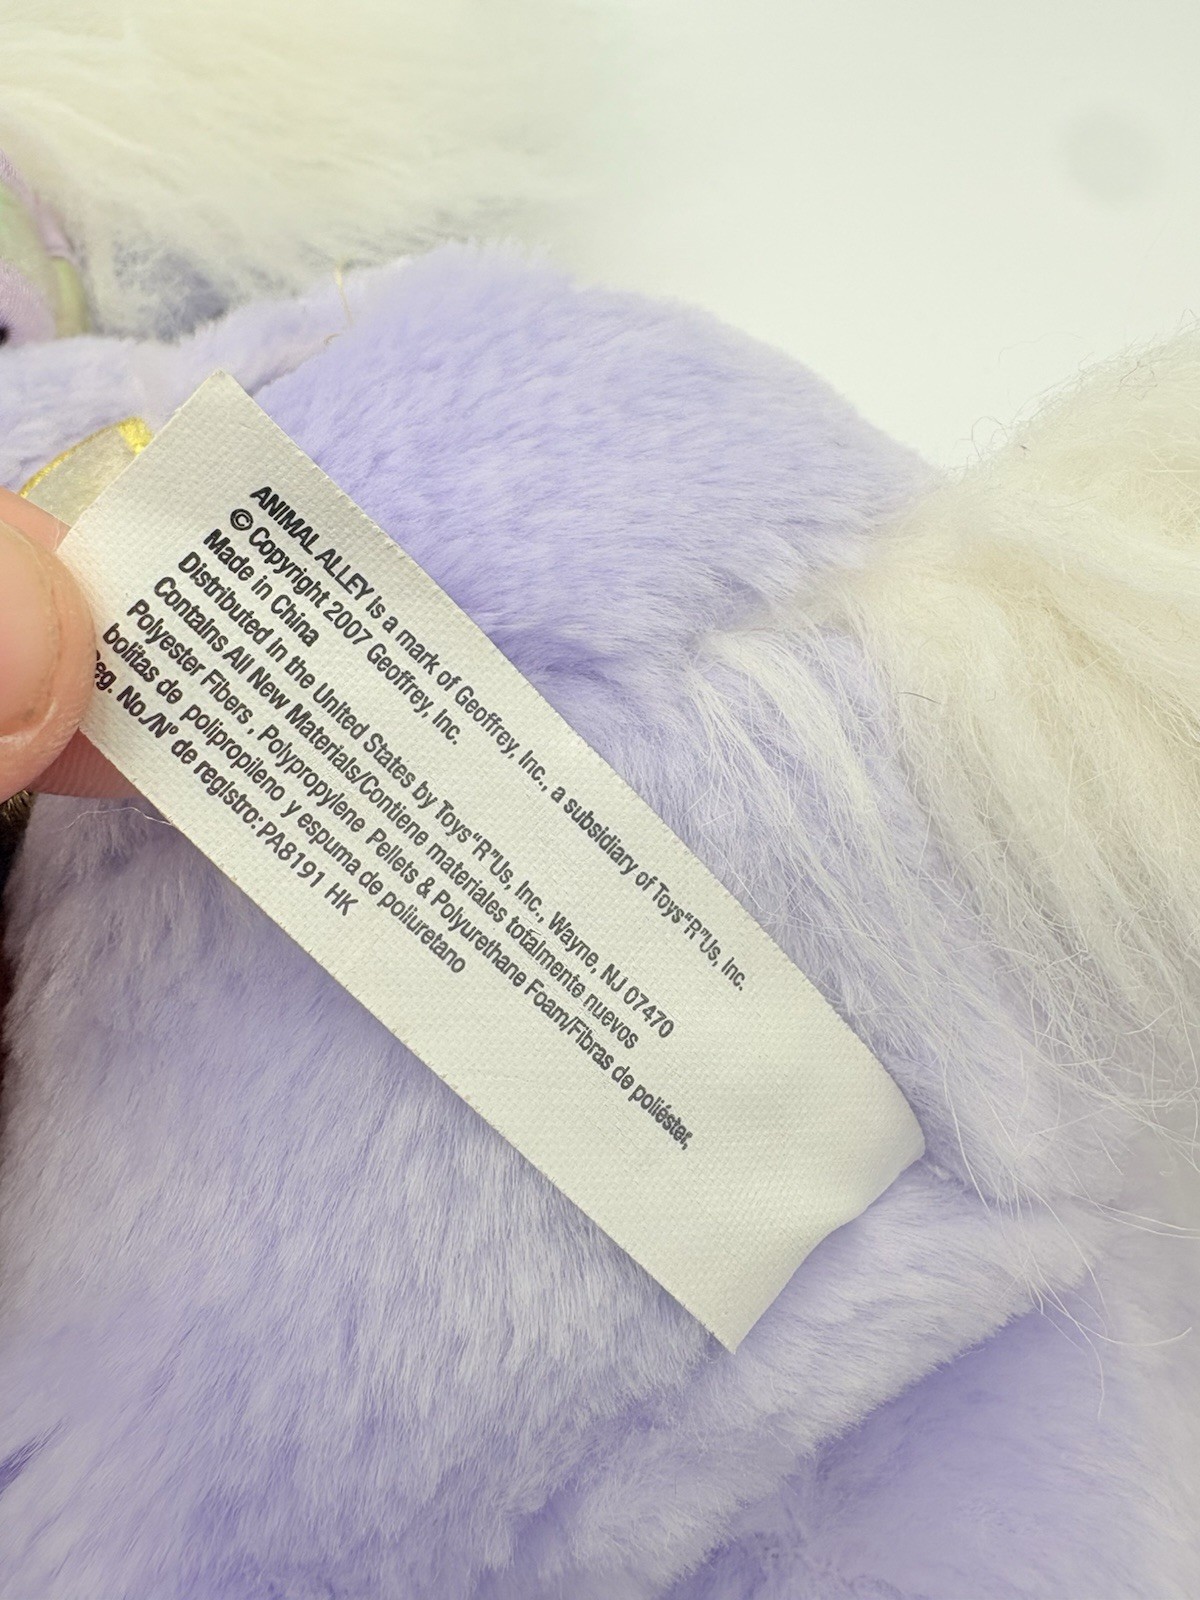 ANIMAL ALLEY is a mark of Geoffrey, Inc., a subsidiary of Toys"R"Us, Inc.
© Copyright 2007 Geoffrey, Inc.
Made in China
Distributed in the United States by Toys"R"Us, Inc., Wayne, NJ 07470
Contains All New Materials/Contiene materiales totalmente nuevos
Polyester Fibers , Polypropylene Pellets & Polyurethane Foam/Fibras de poliéster,
bolitas de polipropileno y espuma de poliuretano
Reg. No./N° de registro: PA8191 HK